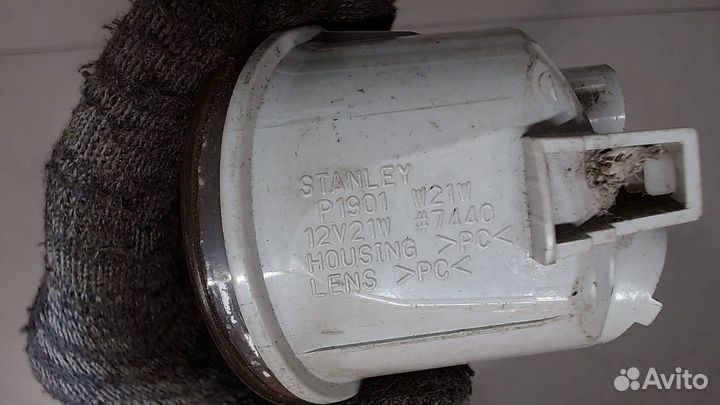 STANLEY
P1901 W21W
12V21W #7440
HOUSING >PC<
LENS >PC<
Avito